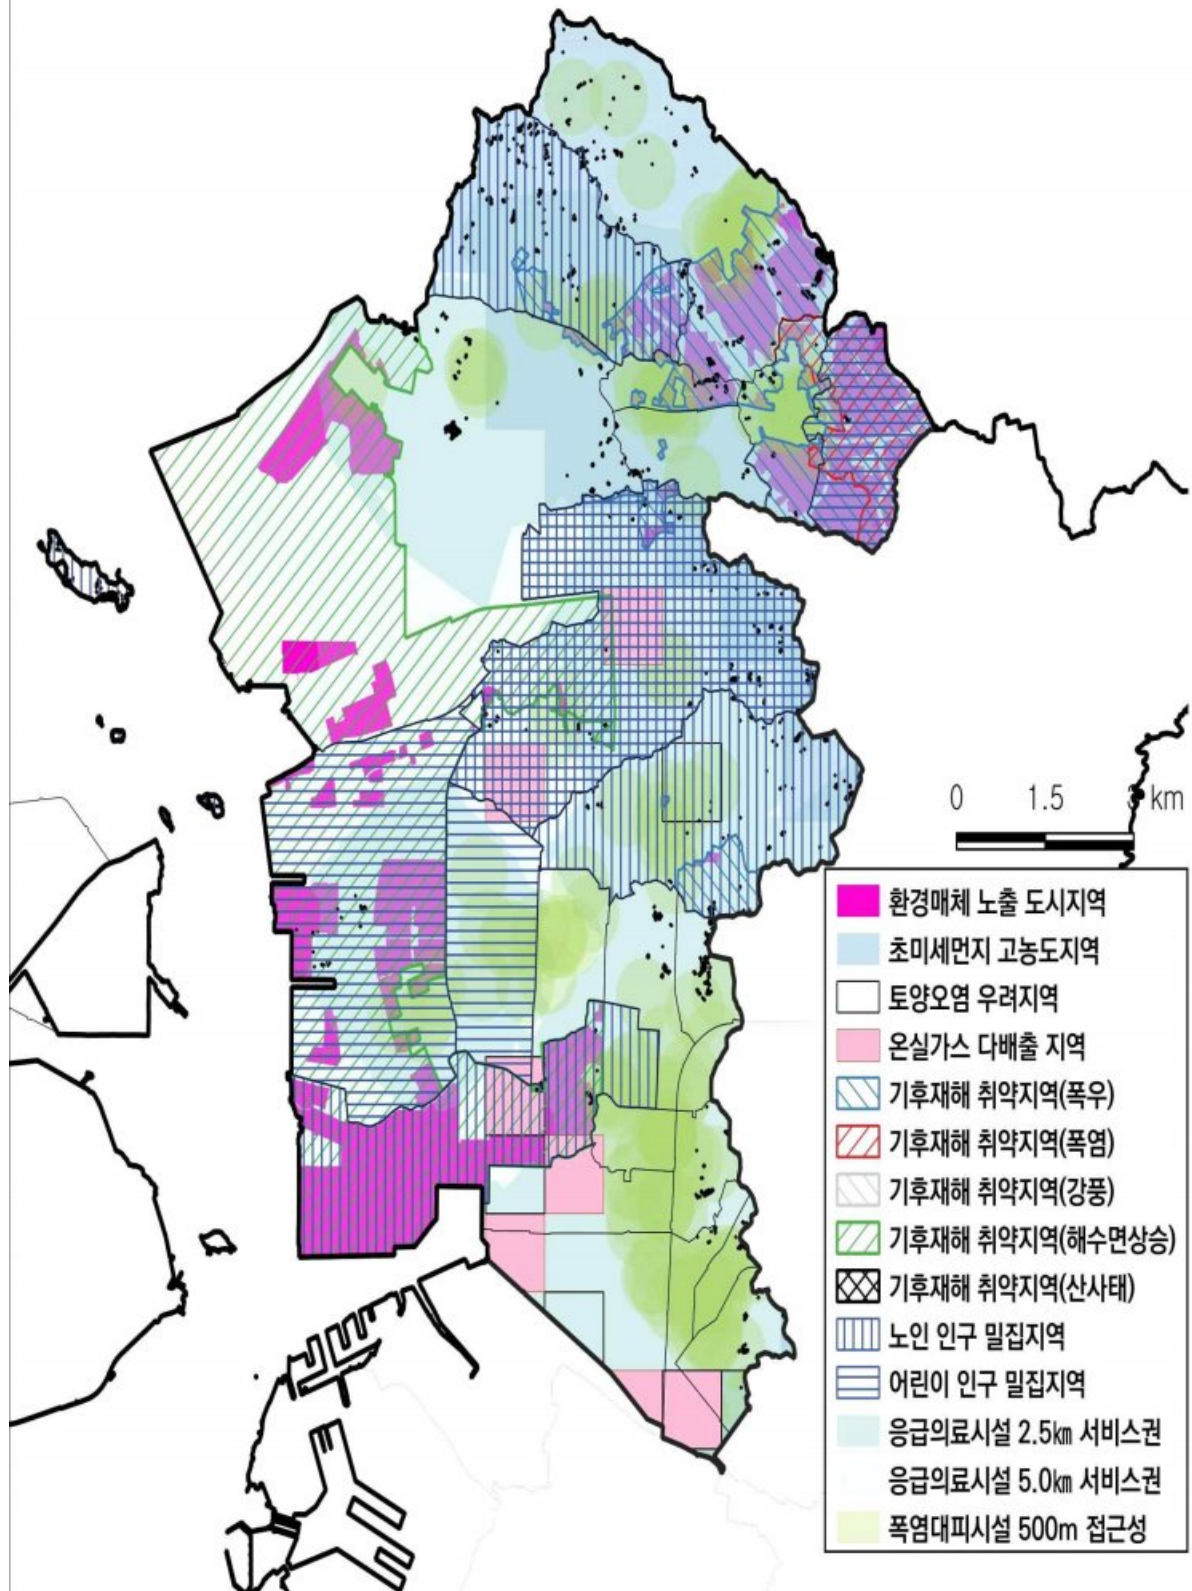 0 1.5 km
환경매체 노출 도시지역
초미세먼지 고농도지역
토양오염 우려지역
온실가스 다배출 지역
기후재해 취약지역(폭우)
기후재해 취약지역(폭염)
기후재해 취약지역(강풍)
기후재해 취약지역(해수면상승)
기후재해 취약지역(산사태)
노인 인구 밀집지역
어린이 인구 밀집지역
응급의료시설 2.5㎞ 서비스권
응급의료시설 5.0㎞ 서비스권
폭염대피시설 500m 접근성